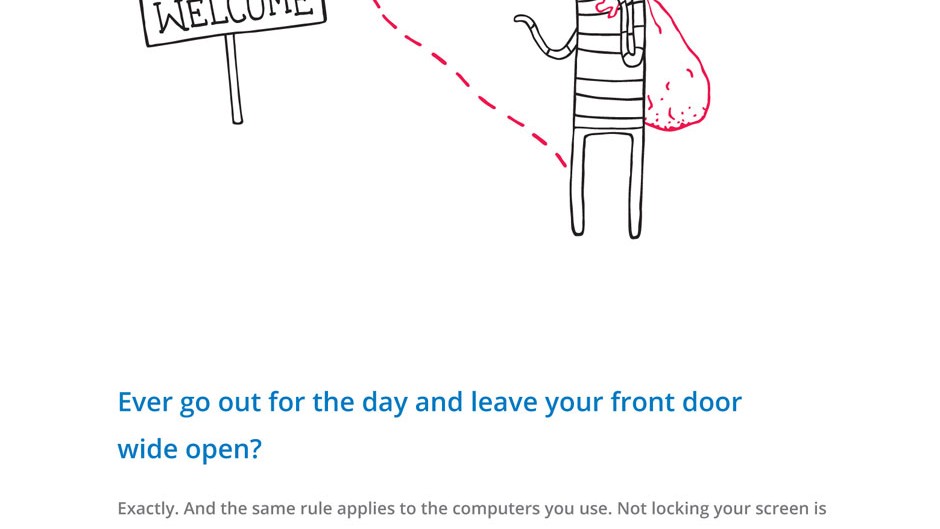 WELCOME
Ever go out for the day and leave your front door
wide open?
Exactly. And the same rule applies to the computers you use. Not locking your screen is